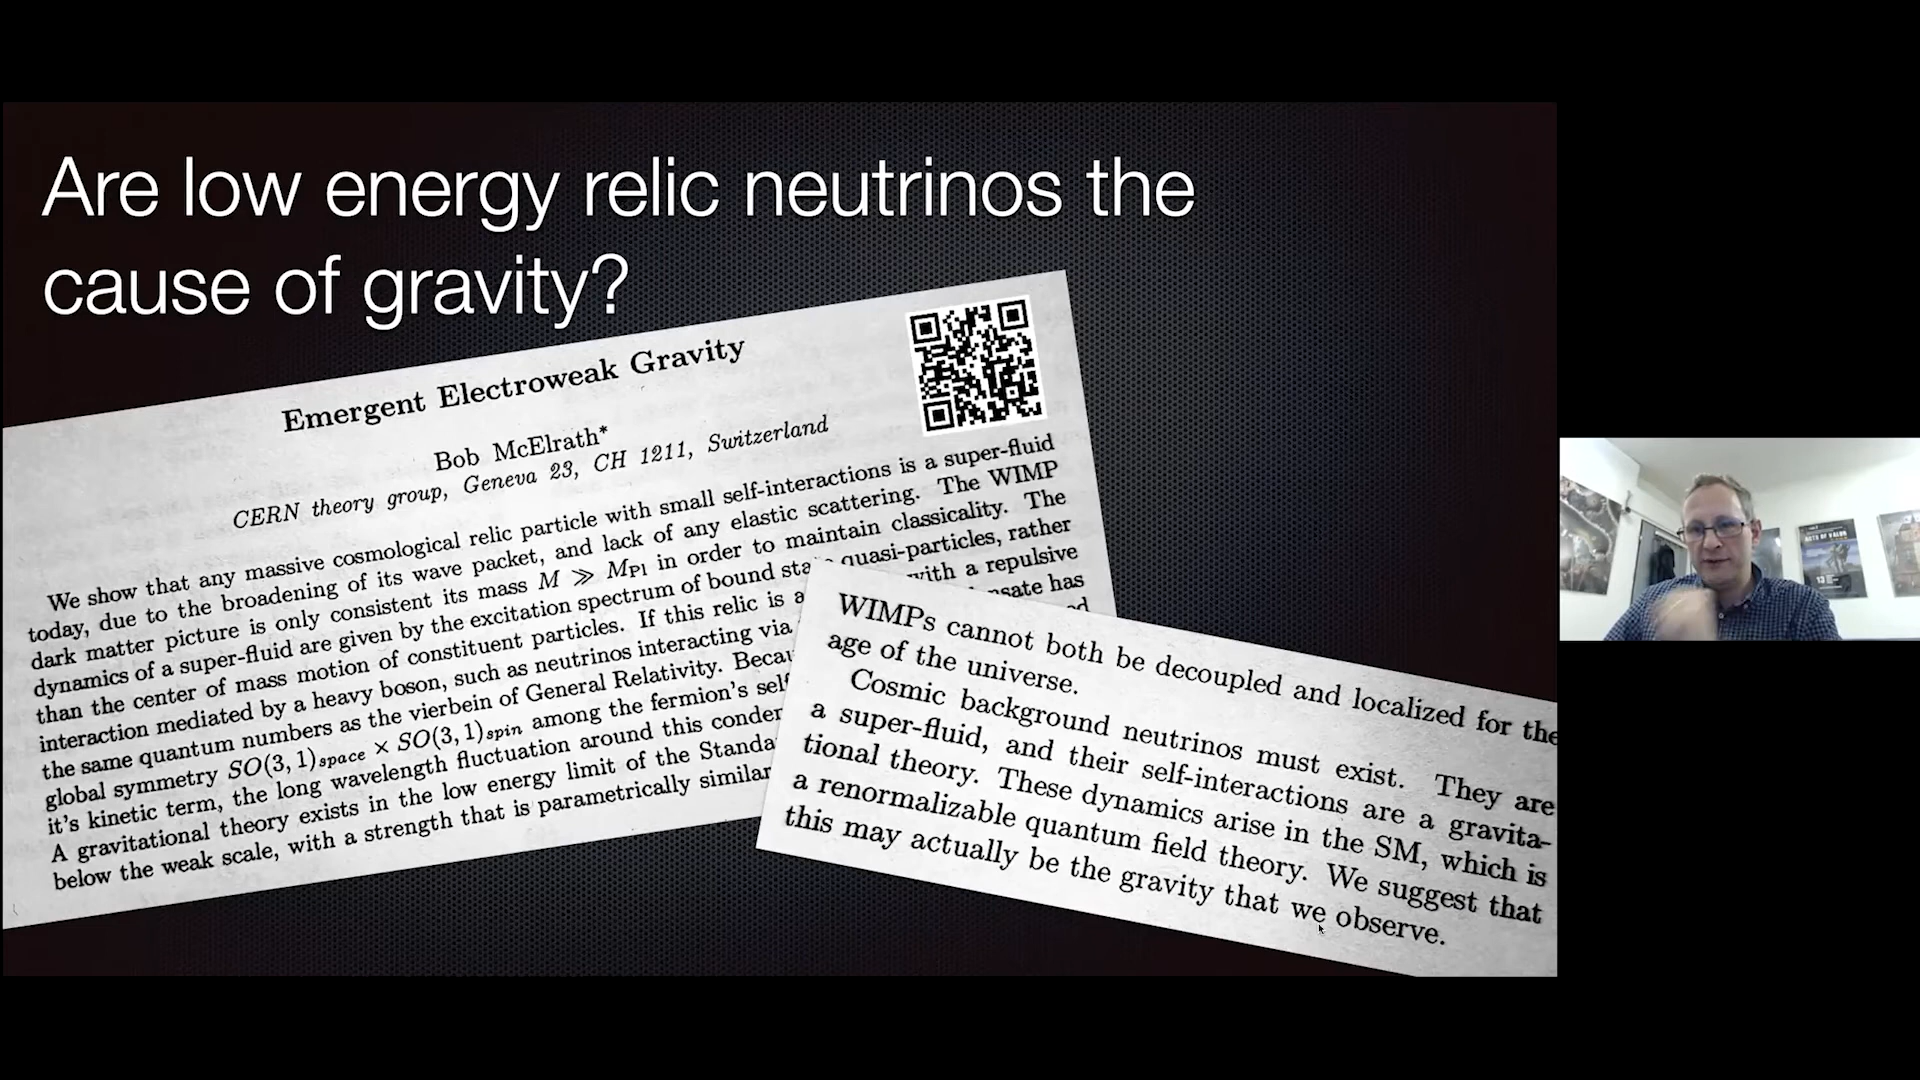 Are low energy relic neutrinos the
cause of gravity?
Emergent Electroweak Gravity
Bob McElrath*
CERN theory group, Geneva 23, CH 1211, Switzerland
We show that any massive cosmological relic particle with small self-interactions is a super-fluid
today, due to the broadening of its wave packet, and lack of any elastic scattering. The WIMP
dark matter picture is only consistent its mass M ≫ MPl in order to maintain classicality. The
dynamics of a super-fluid are given by the excitation spectrum of bound sta quasi-particles, rather
than the center of mass motion of constituent particles. If this relic is a with a repulsive
interaction mediated by a heavy boson, such as neutrinos interacting via nsate has
the same quantum numbers as the vierbein of General Relativity. Becau
global symmetry SO(3, 1)space × SO(3, 1)spin among the fermion's self
it's kinetic term, the long wavelength fluctuation around this conden
A gravitational theory exists in the low energy limit of the Standa
below the weak scale, with a strength that is parametrically similar
WIMPs cannot both be decoupled and localized for the
age of the universe.
Cosmic background neutrinos must exist. They are
a super-fluid, and their self-interactions are a gravita-
tional theory. These dynamics arise in the SM, which is
a renormalizable quantum field theory. We suggest that
this may actually be the gravity that we observe.